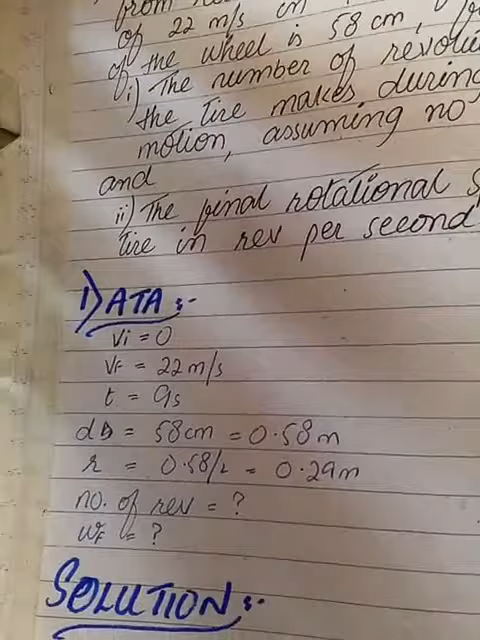 from
of 22 m/s in
of the wheel is 58 cm,
i) The number of
the tire makes during
motion, assuming no
and
ii) The final rotational
tire in rev per second
DATA :-
Vi = 0
VF = 22 m/s
t = 9s
= 58cm = 0.58m
r = 0.58/2 = 0.29m
no. of rev = ?
WF = ?
SOLUTION :-